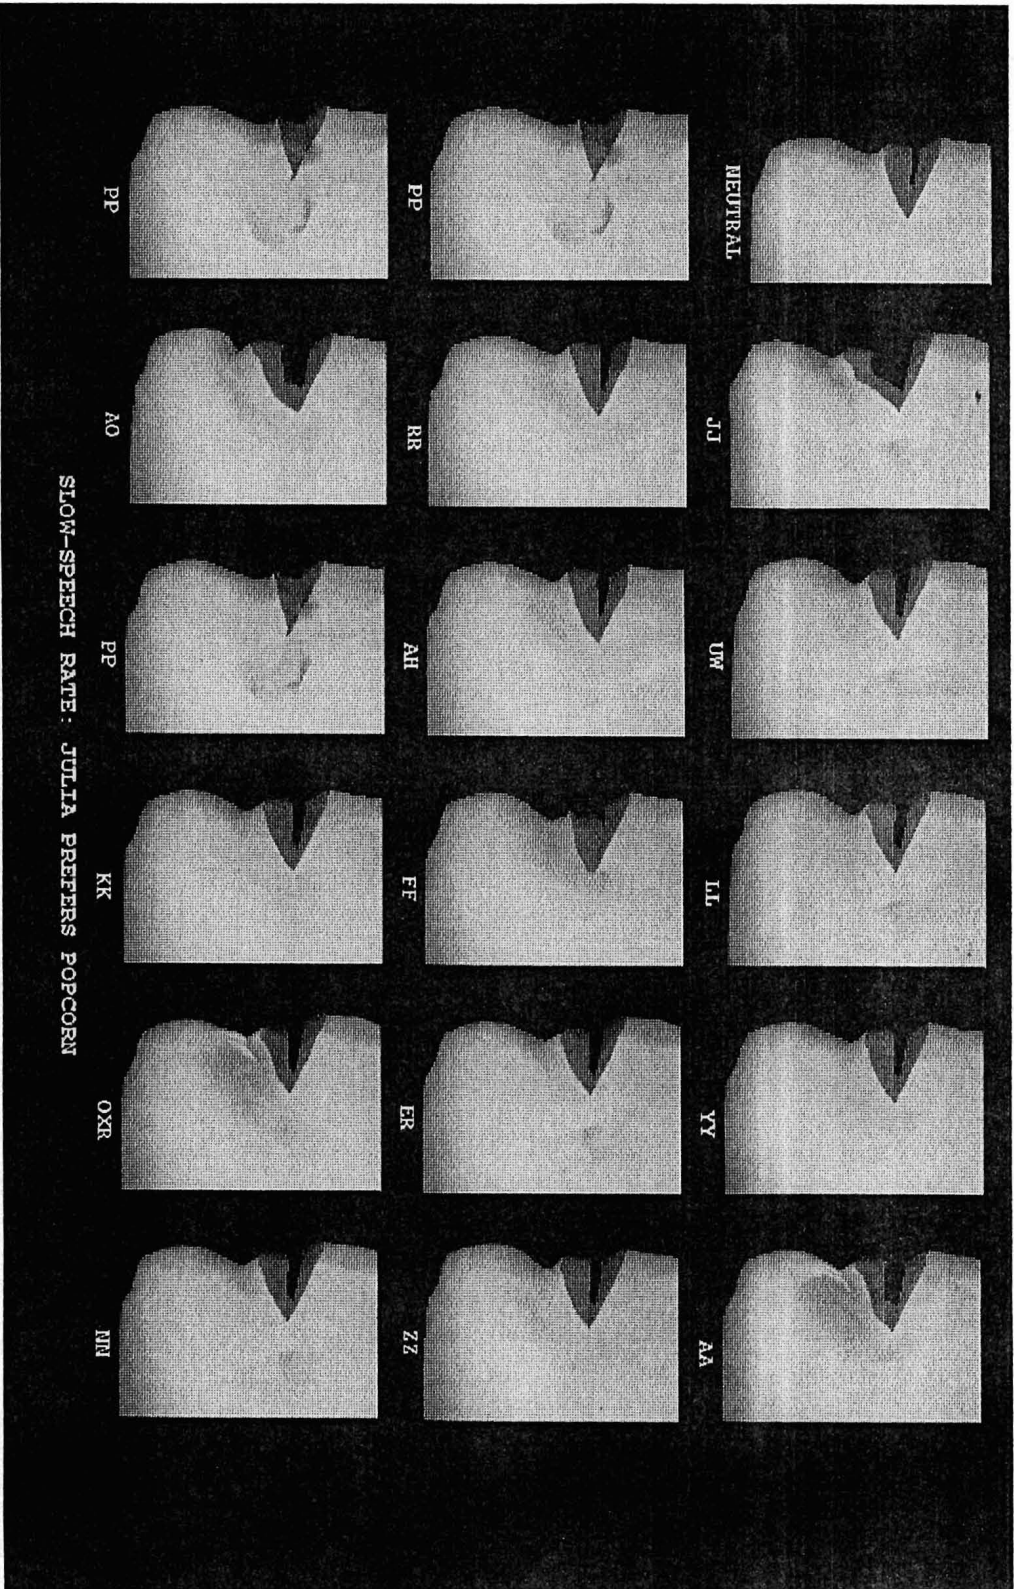 NEUTRAL JJ UW LL YY AA
PP RR AH FF ER ZZ
PP AO PP KK OXR NN
SLOW-SPEECH RATE: JULIA PREFERS POPCORN